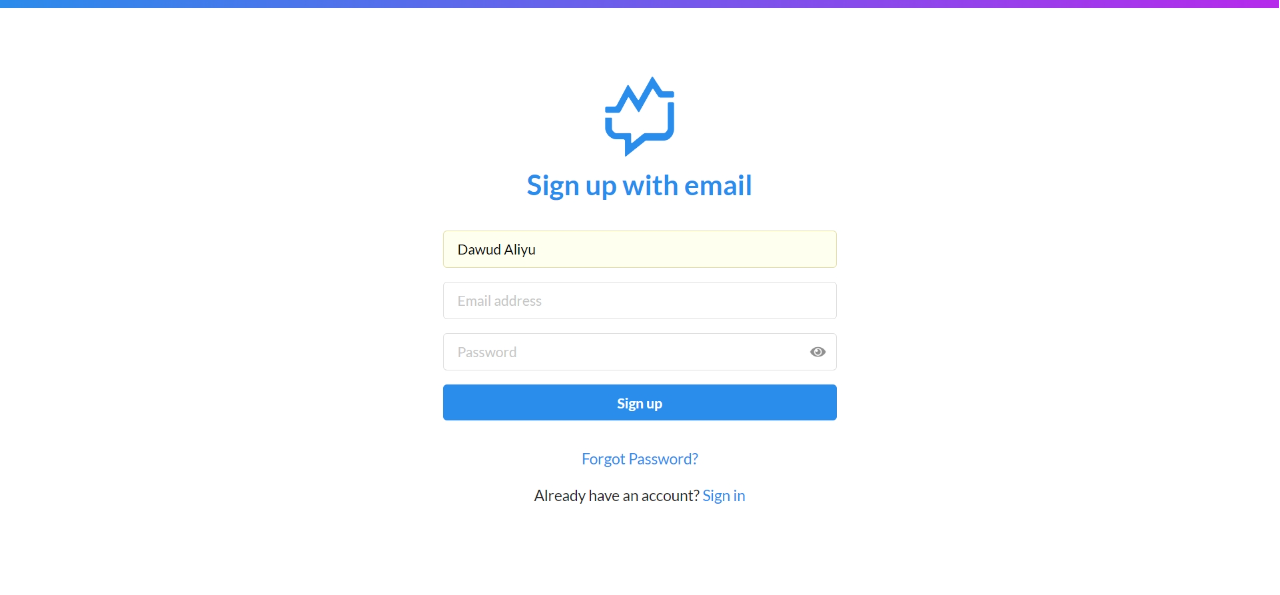 Sign up with email
Dawud Aliyu
Email address
Password
Sign up
Forgot Password?
Already have an account? Sign in